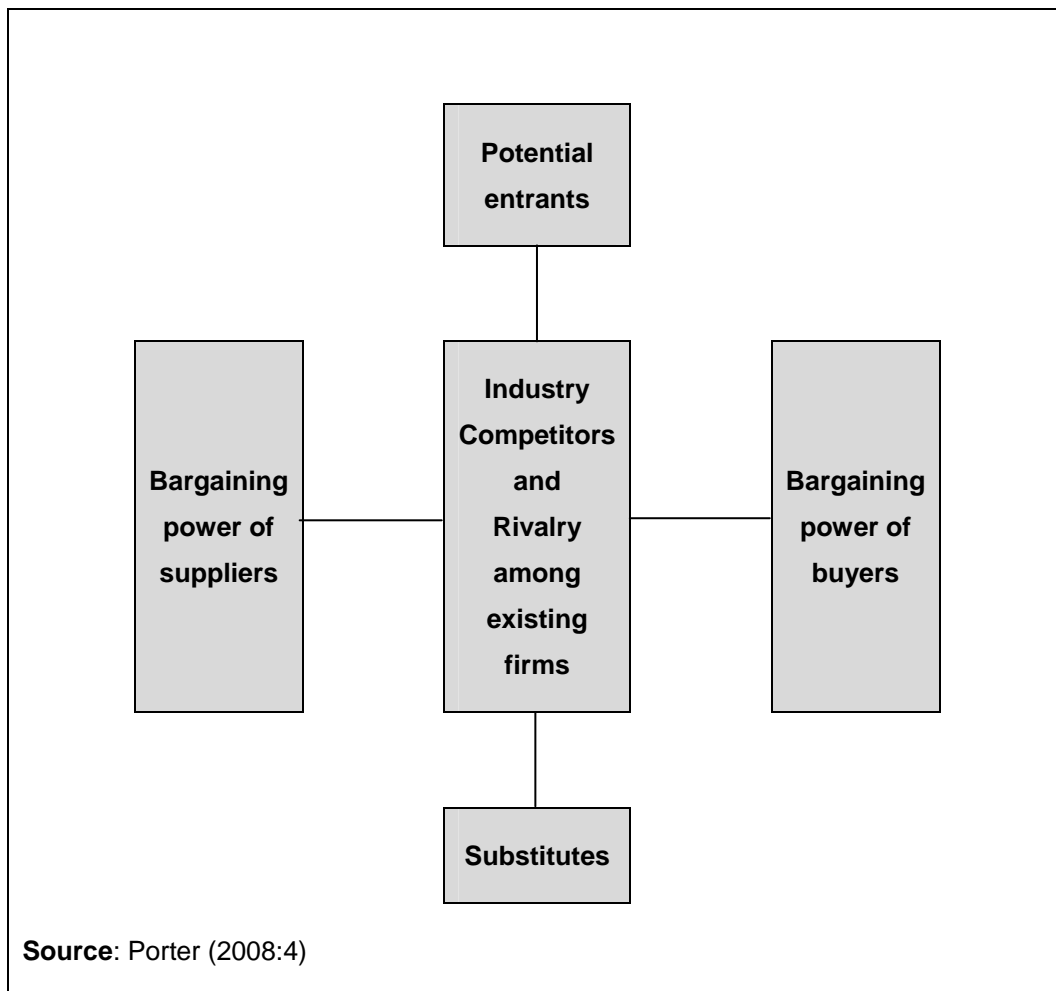 Potential
entrants
Bargaining
power of
suppliers
Industry
Competitors
and
Rivalry
among
existing
firms
Bargaining
power of
buyers
Substitutes
Source: Porter (2008:4)